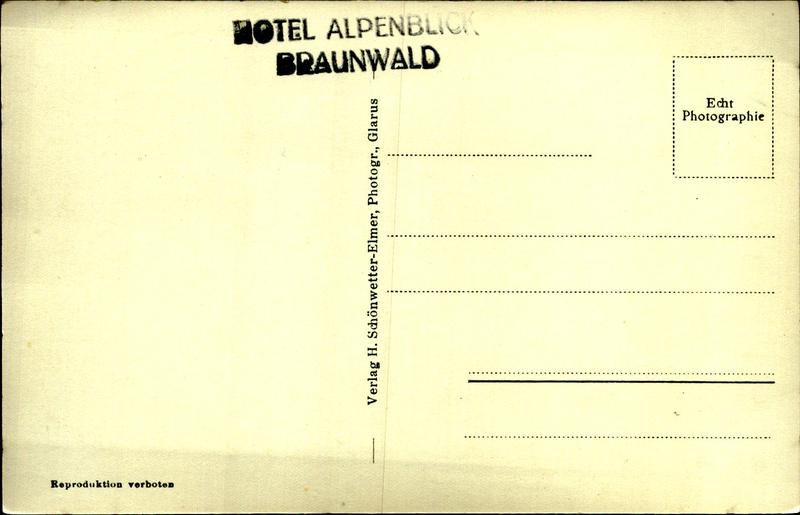 HOTEL ALPENBLICK
BRAUNWALD
Echt
Photographie
Verlag H. Schönwetter-Elmer, Photogr., Glarus
Reproduktion verboten